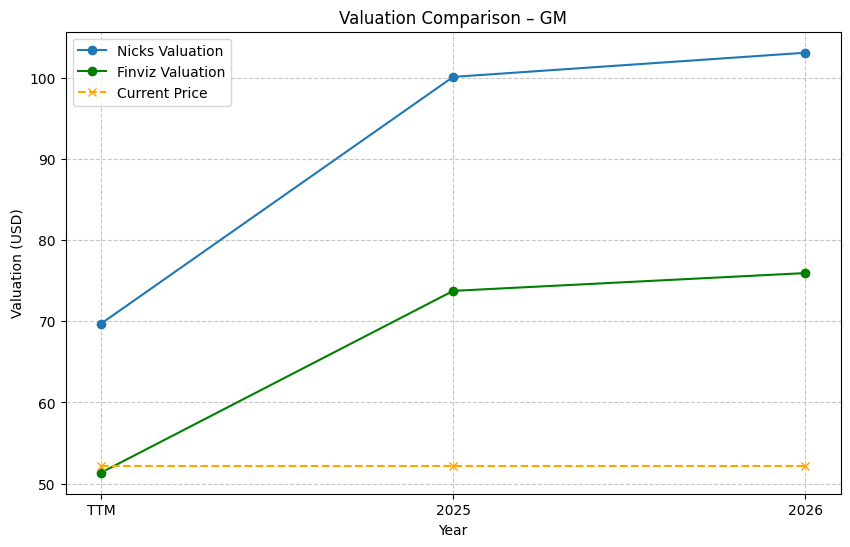 Valuation Comparison – GM
Nicks Valuation
Finviz Valuation
Current Price
Valuation (USD)
100
90
80
70
60
50
TTM
2025
2026
Year